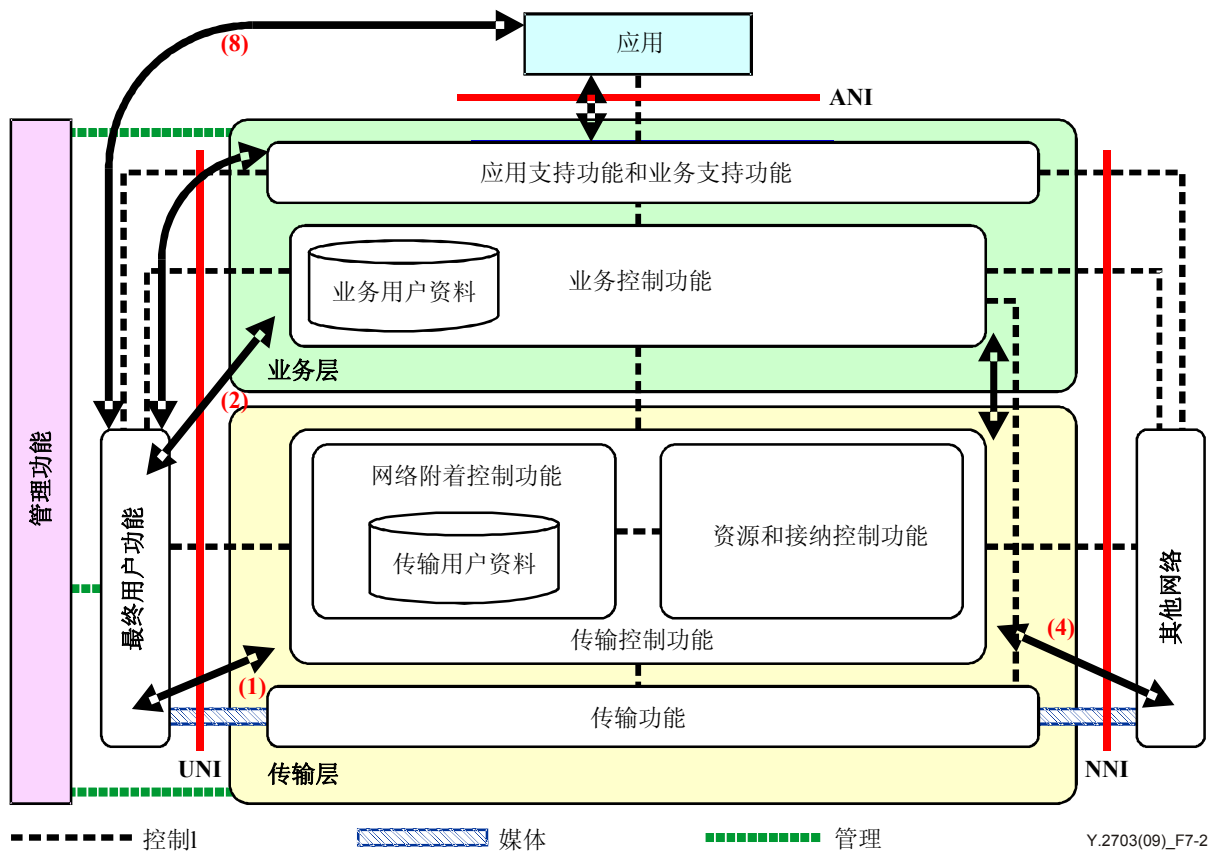 (8)
应用
ANI
应用支持功能和业务支持功能
业务用户资料
业务控制功能
业务层
(2)
管理功能
最终用户功能
网络附着控制功能
传输用户资料
资源和接纳控制功能
传输控制功能
其他网络
(4)
(1)
传输功能
UNI
传输层
NNI
控制l
媒体
管理
Y.2703(09)_F7-2